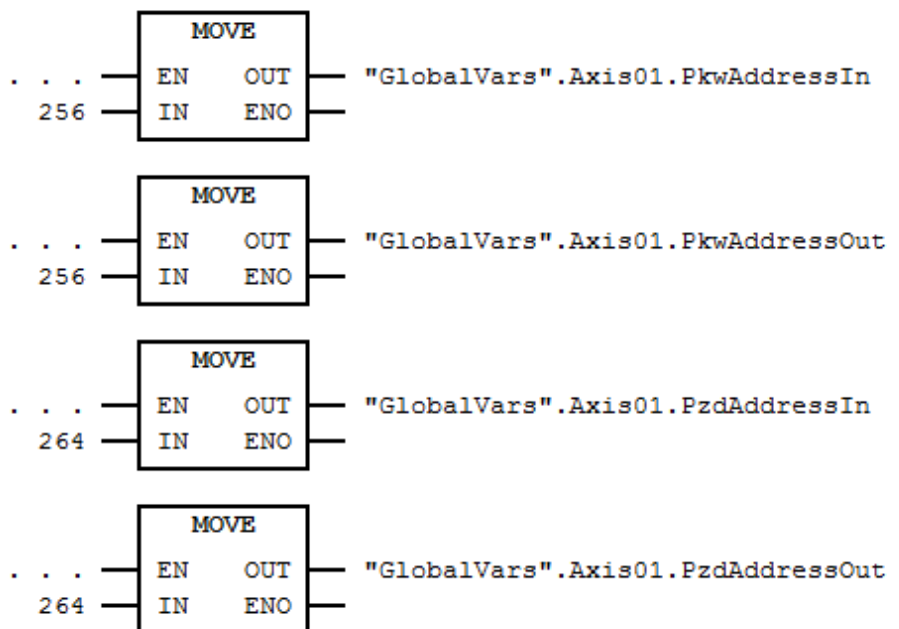 MOVE
. . . EN OUT "GlobalVars".Axis01.PkwAddressIn
256 IN ENO
MOVE
. . . EN OUT "GlobalVars".Axis01.PkwAddressOut
256 IN ENO
MOVE
. . . EN OUT "GlobalVars".Axis01.PzdAddressIn
264 IN ENO
MOVE
. . . EN OUT "GlobalVars".Axis01.PzdAddressOut
264 IN ENO